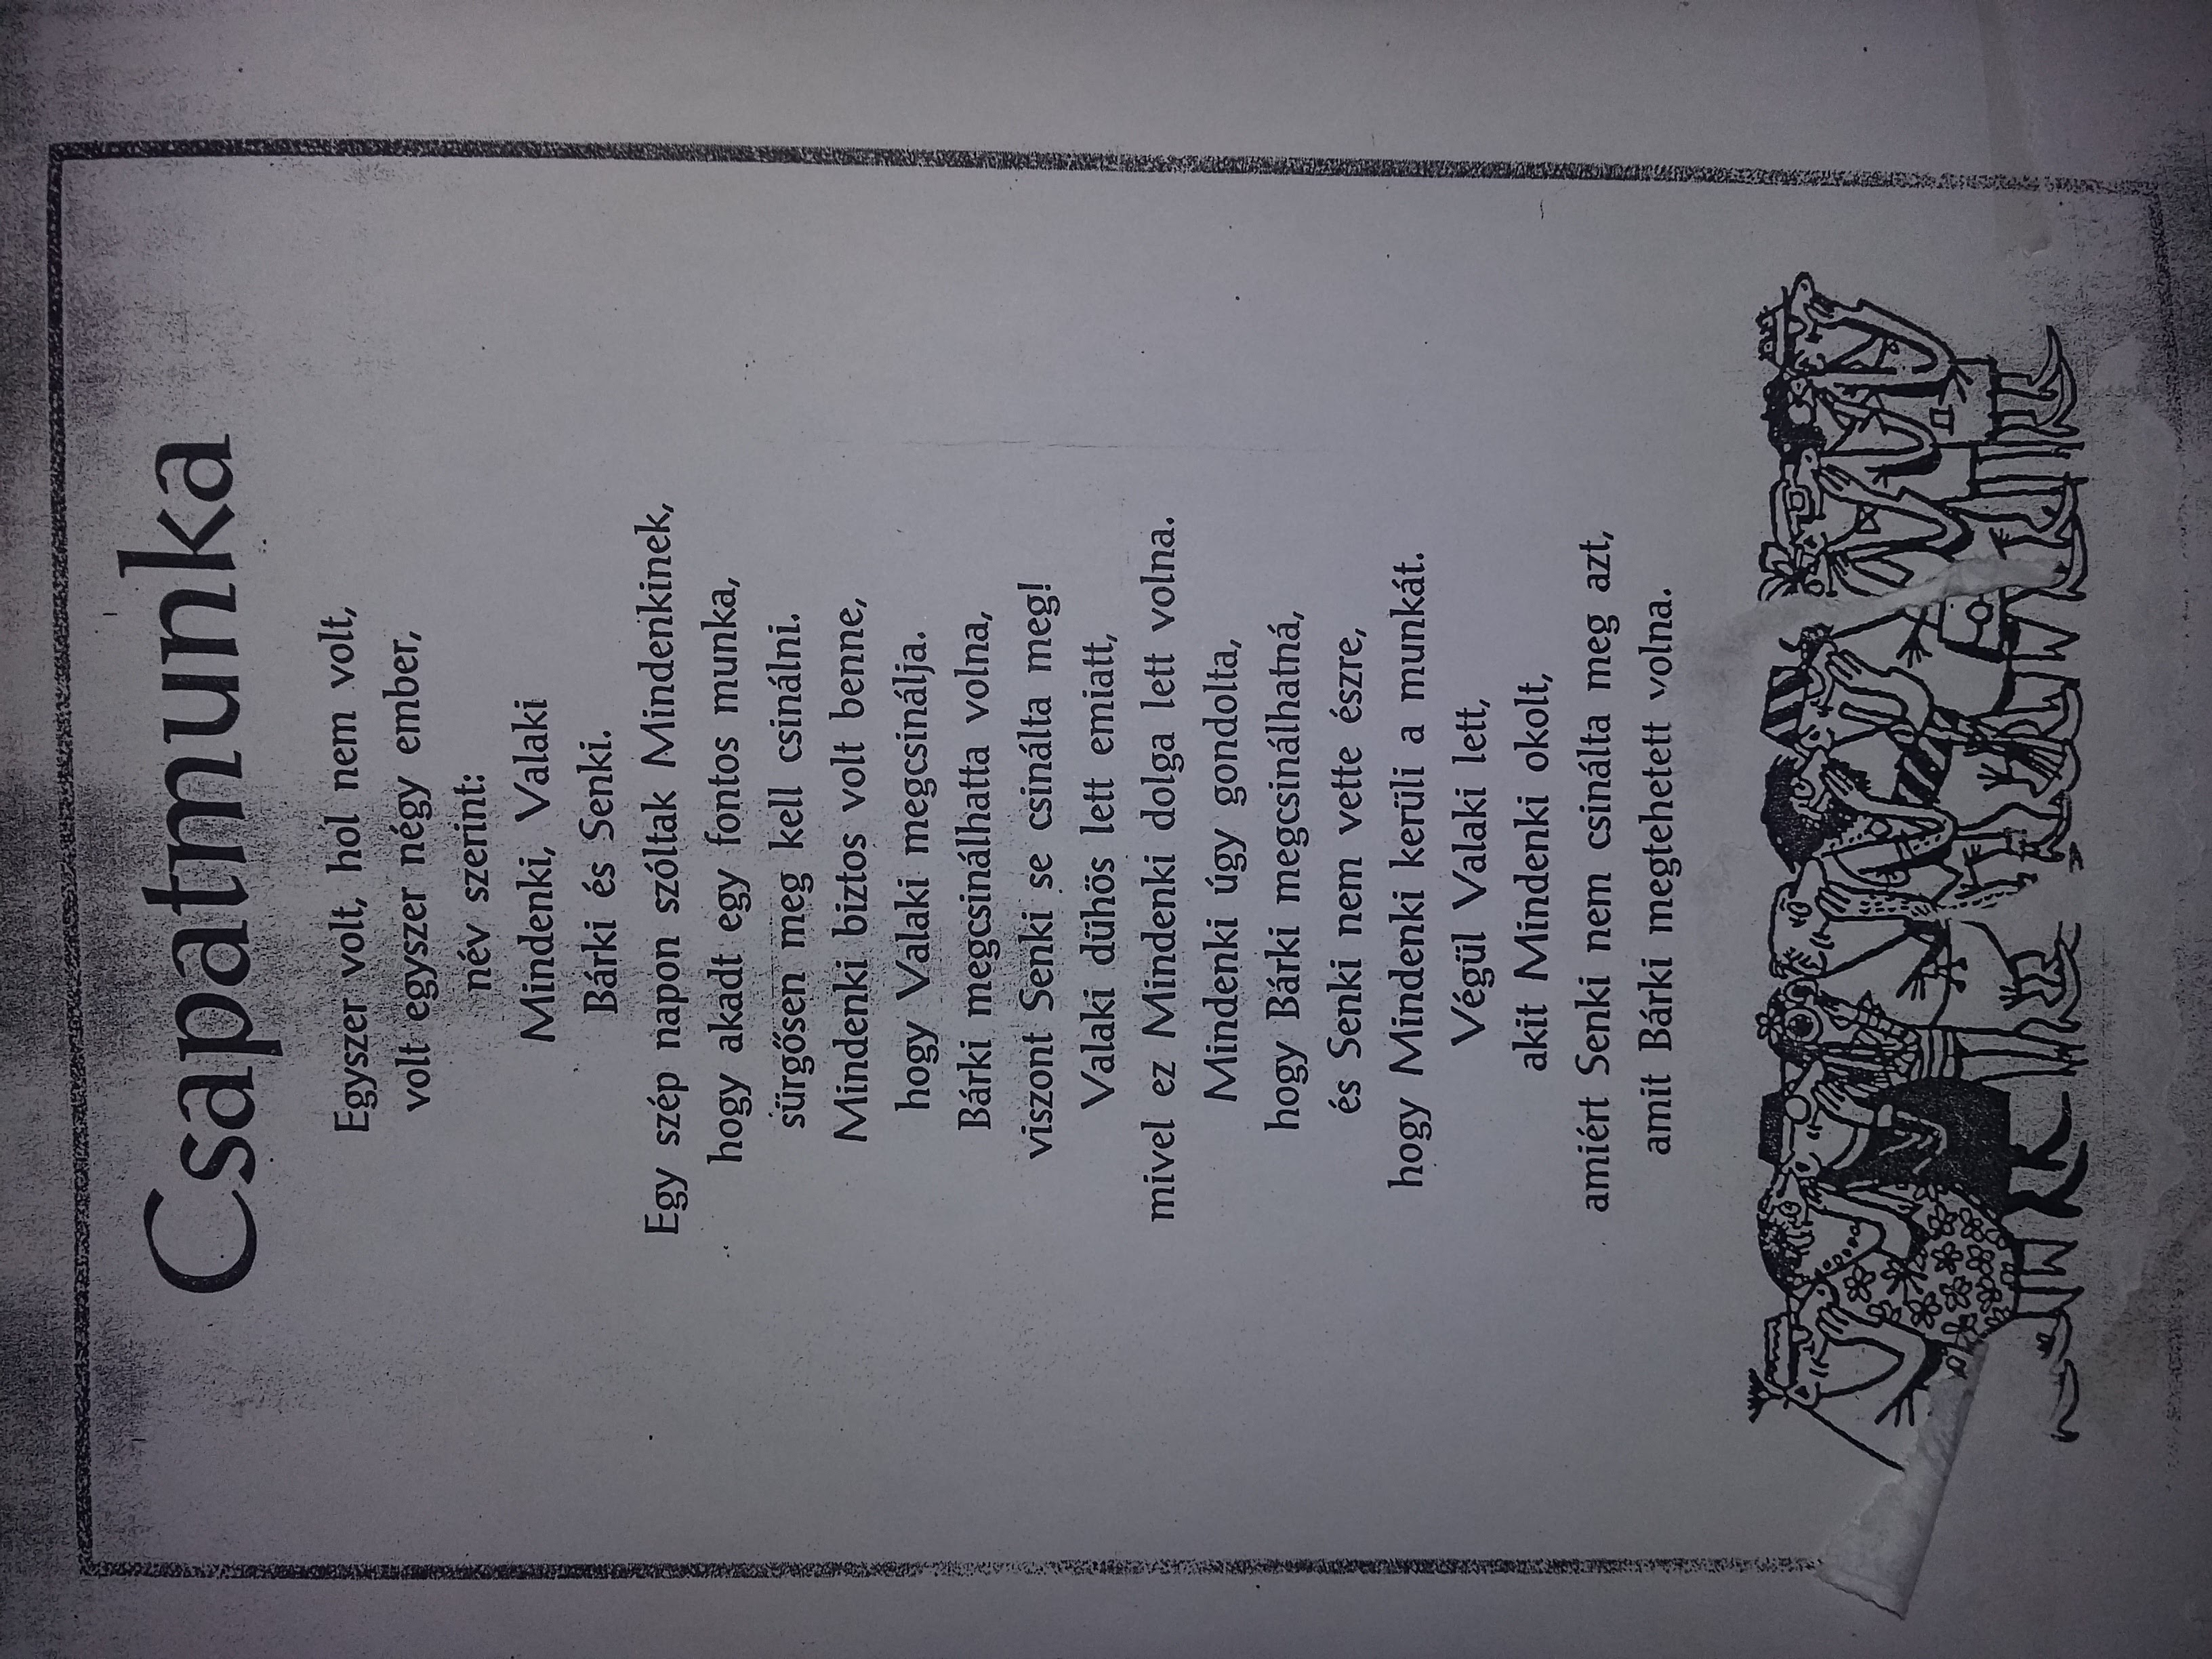 Csapatmunka
Egyszer volt, hol nem volt,
volt egyszer négy ember,
név szerint:
Mindenki, Valaki
Bárki és Senki.
Egy szép napon szóltak Mindenkinek,
hogy akadt egy fontos munka,
sürgősen meg kell csinálni.
Mindenki biztos volt benne,
hogy Valaki megcsinálja.
Bárki megcsinálhatta volna,
viszont Senki se csinálta meg!
Valaki dühös lett emiatt,
mivel ez Mindenki dolga lett volna.
Mindenki úgy gondolta,
hogy Bárki megcsinálhatná,
és Senki nem vette észre,
hogy Mindenki kerüli a munkát.
Végül Valaki lett,
akit Mindenki okolt,
amiért Senki nem csinálta meg azt,
amit Bárki megtehetett volna.